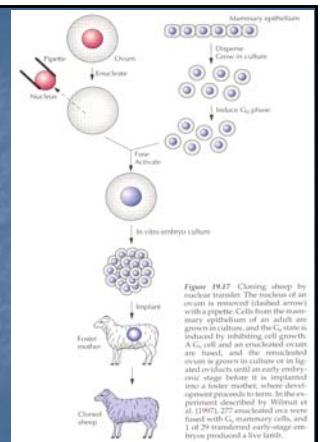 Mammary epithelium
Pipette
Ovum
Disperse
Grow in culture
Enucleate
Nucleus
Induce G₀ phase
Fuse
Activate
In vitro embryo culture
Implant
Foster
mother
Cloned
sheep
Figure 19.17 Cloning sheep by
nuclear transfer. The nucleus of an
ovum is removed (dashed arrow)
with a pipette. Cells from the mam-
mary epithelium of an adult are
grown in culture, and the G₀ state is
induced by inhibiting cell growth.
A G₀ cell and an enucleated ovum
are fused, and the renucleated
ovum is grown in culture or in lig-
ated oviducts until an early embry-
onic stage before it is implanted
into a foster mother, where devel-
opment proceeds to term. In the ex-
periment described by Wilmut et
al. (1997), 277 enucleated ova were
fused with G₀ mammary cells, and
1 of 29 transferred early-stage em-
bryos produced a live lamb.